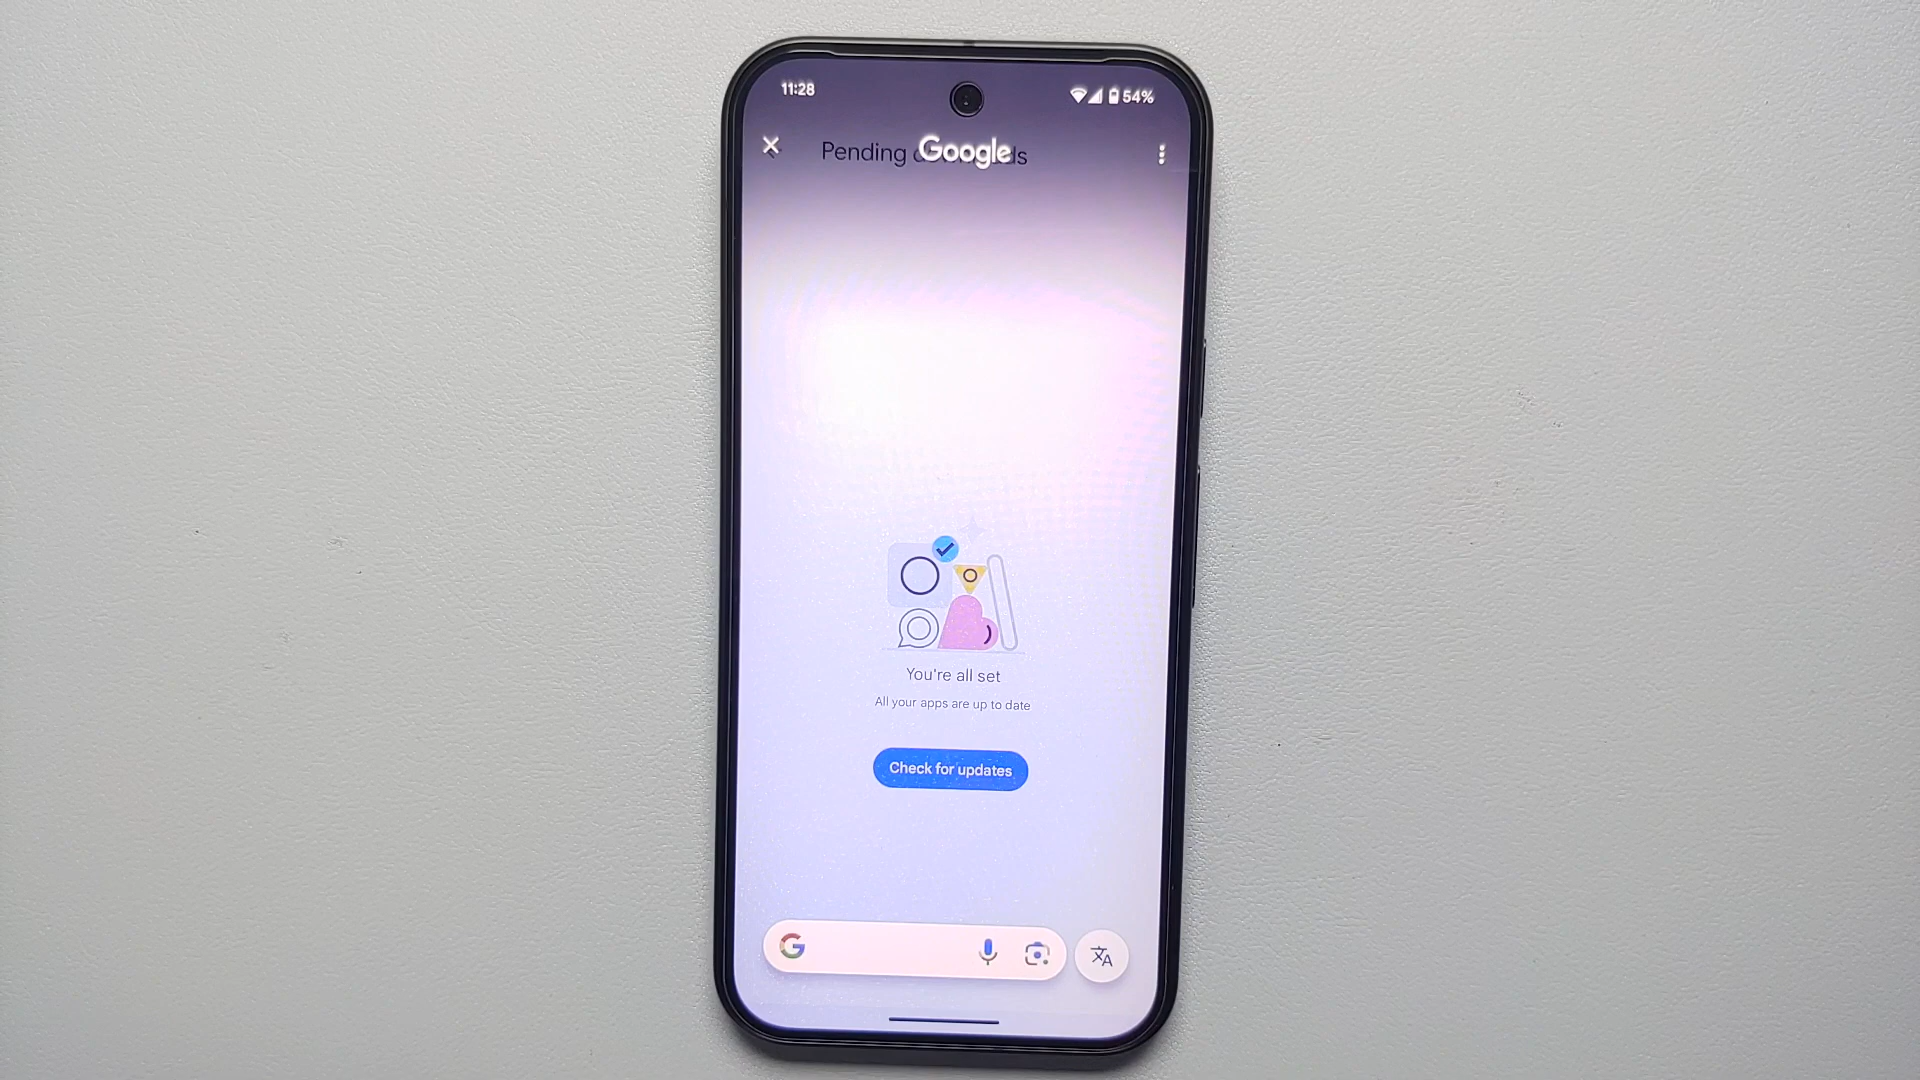 11:28
54%
Pending
Google
You're all set
All your apps are up to date
Check for updates